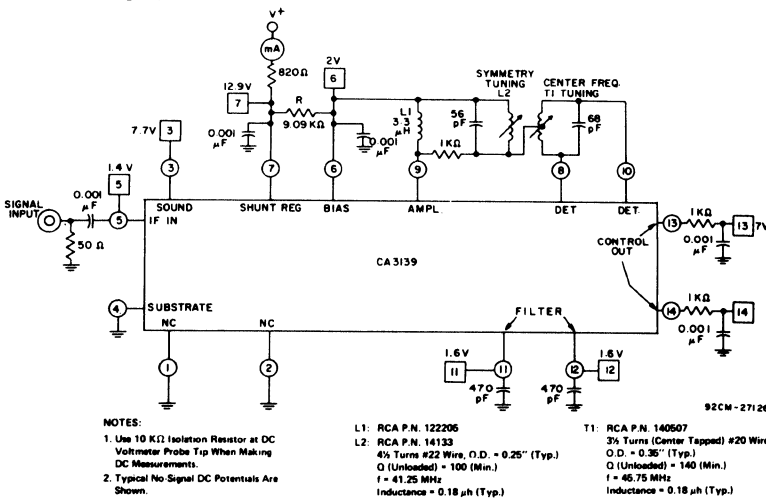 V+
mA
820Ω
12.9V
7
R
9.09 KΩ
0.001 μF
2V
6
0.001 μF
L1
3.3 μH
56 pF
1KΩ
SYMMETRY TUNING L2
CENTER FREQ. T1 TUNING
68 pF
7.7V
3
3
7
6
9
8
10
1.4 V
5
0.001 μF
SIGNAL INPUT
50 Ω
5
IF IN
SOUND
SHUNT REG
BIAS
AMPL.
DET
DET.
CA3139
CONTROL OUT
13
1KΩ
13
7V
0.001 μF
14
1KΩ
14
0.001 μF
4
SUBSTRATE
NC
NC
FILTER
1
2
1.6V
11
11
470 pF
12
1.6V
12
470 pF
92CM-27126
NOTES:
1. Use 10 KΩ Isolation Resistor at DC
Voltmeter Probe Tip When Making
DC Measurements.
2. Typical No-Signal DC Potentials Are
Shown.
L1: RCA P.N. 122205
L2: RCA P.N. 14133
4½ Turns #22 Wire, O.D. = 0.25'' (Typ.)
Q (Unloaded) = 100 (Min.)
f = 41.25 MHz
Inductance = 0.18 μh (Typ.)
T1: RCA P.N. 140507
3½ Turns (Center Tapped) #20 Wire
O.D. = 0.35'' (Typ.)
Q (Unloaded) = 140 (Min.)
f = 45.75 MHz
Inductance = 0.18 μh (Typ.)